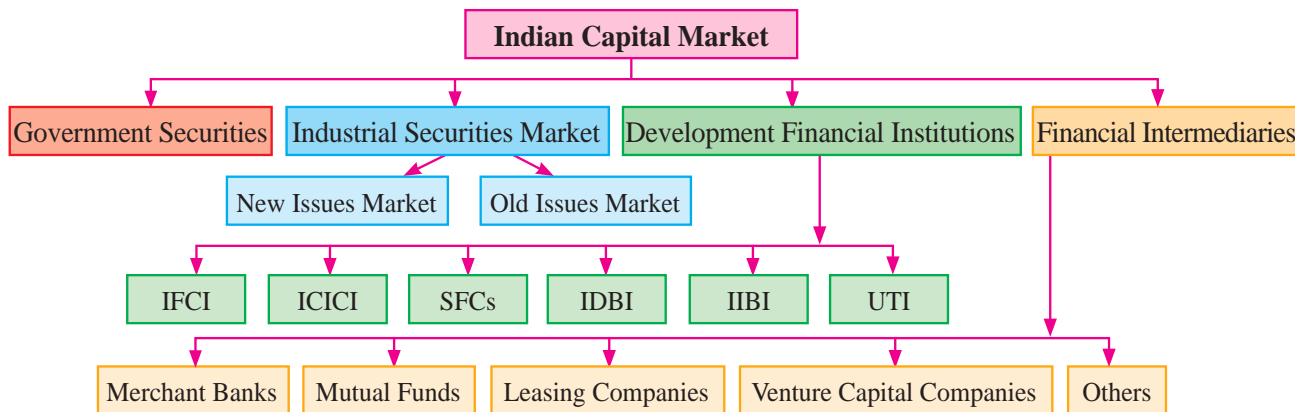 Indian Capital Market
Government Securities
Industrial Securities Market
Development Financial Institutions
Financial Intermediaries
New Issues Market
Old Issues Market
IFCI
ICICI
SFCs
IDBI
IIBI
UTI
Merchant Banks
Mutual Funds
Leasing Companies
Venture Capital Companies
Others